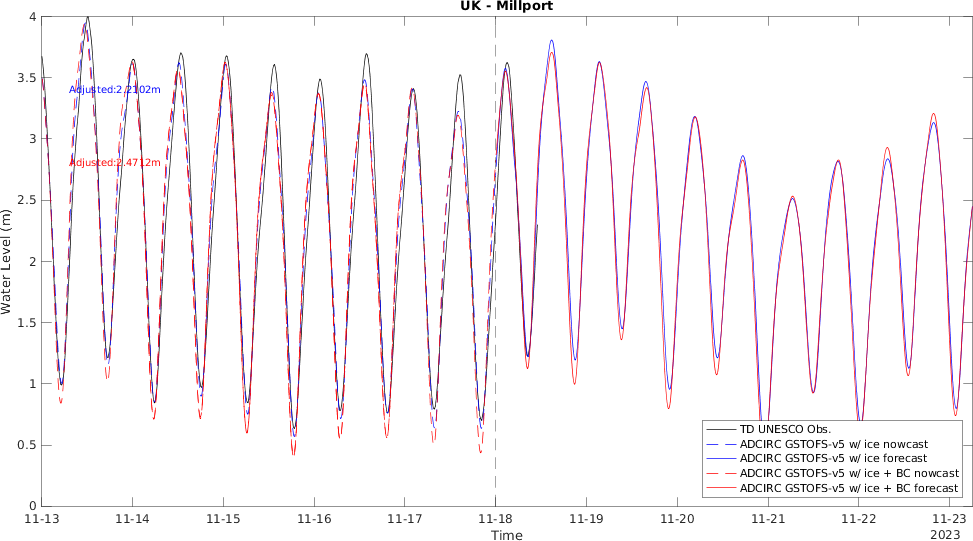 UK - Millport
4
3.5
3
2.5
2
1.5
1
0.5
0
Water Level (m)
Adjusted:2.2102m
Adjusted:2.4712m
TD UNESCO Obs.
ADCIRC GSTOFS-v5 w/ ice nowcast
ADCIRC GSTOFS-v5 w/ ice forecast
ADCIRC GSTOFS-v5 w/ ice + BC nowcast
ADCIRC GSTOFS-v5 w/ ice + BC forecast
11-13 11-14 11-15 11-16 11-17 11-18 11-19 11-20 11-21 11-22 11-23
2023
Time